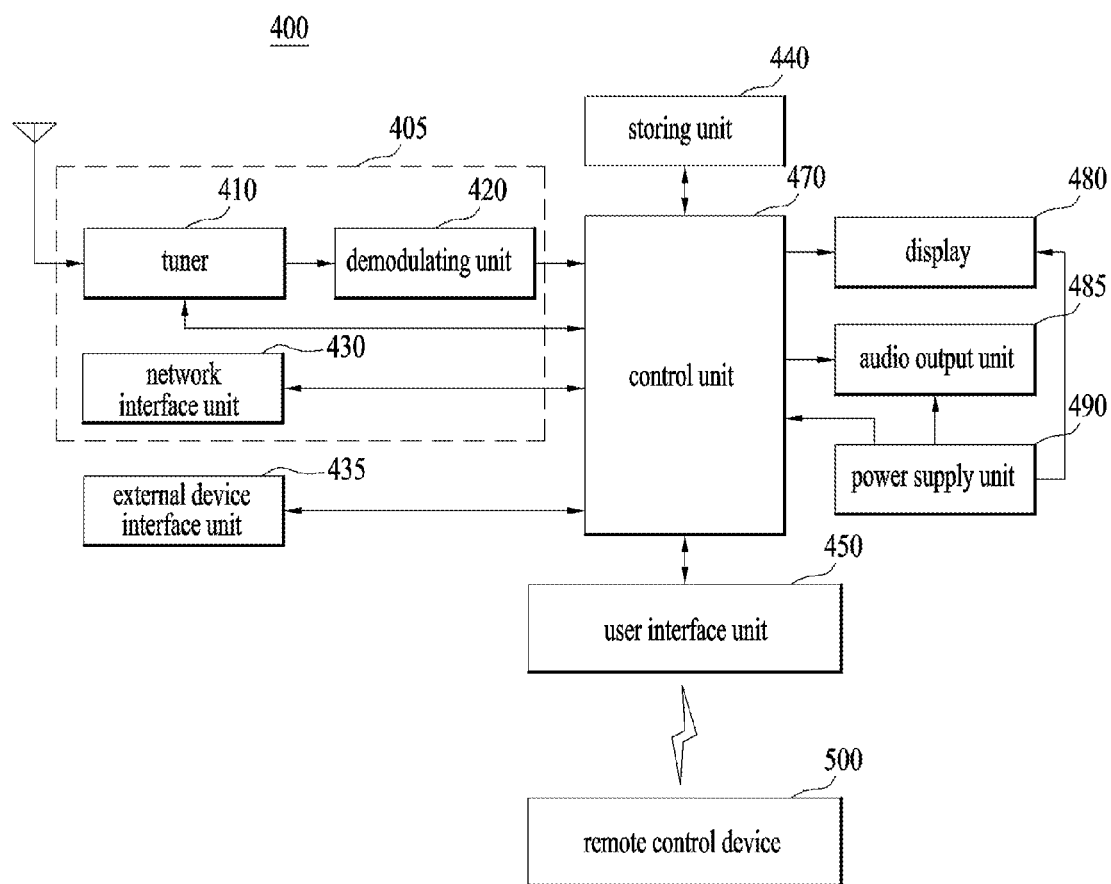 400
440
storing unit
405
410
420
470
480
tuner
demodulating unit
display
485
430
network
interface unit
control unit
audio output unit
490
435
external device
interface unit
power supply unit
450
user interface unit
500
remote control device